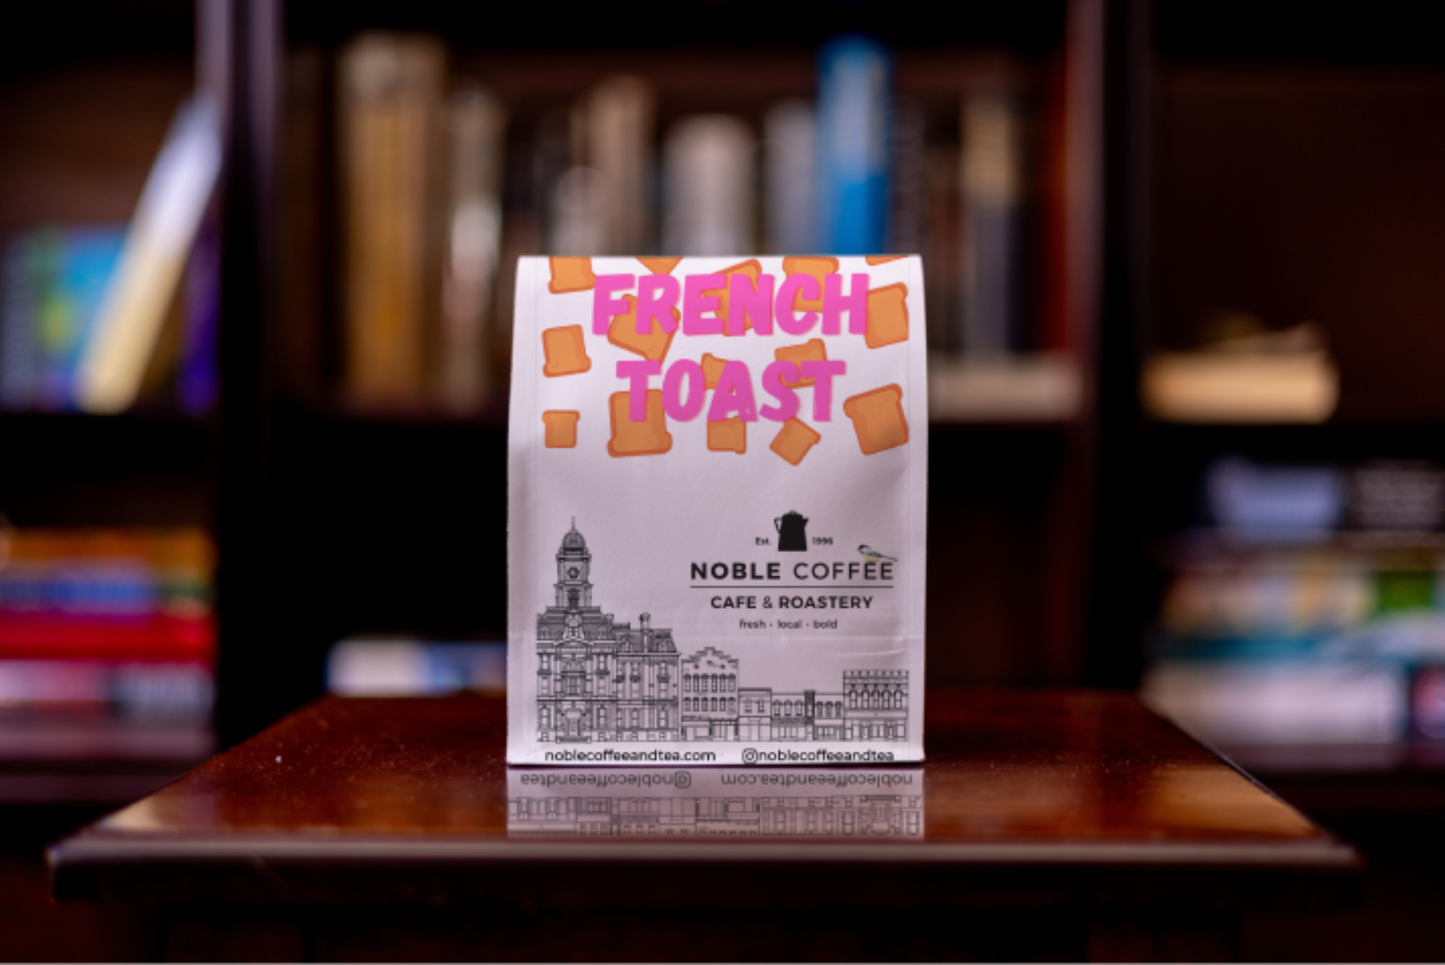 FRENCH
TOAST
Est. 1996
NOBLE COFFEE
CAFE & ROASTERY
fresh · local · bold
noblecoffeeandtea.com @noblecoffeeandtea